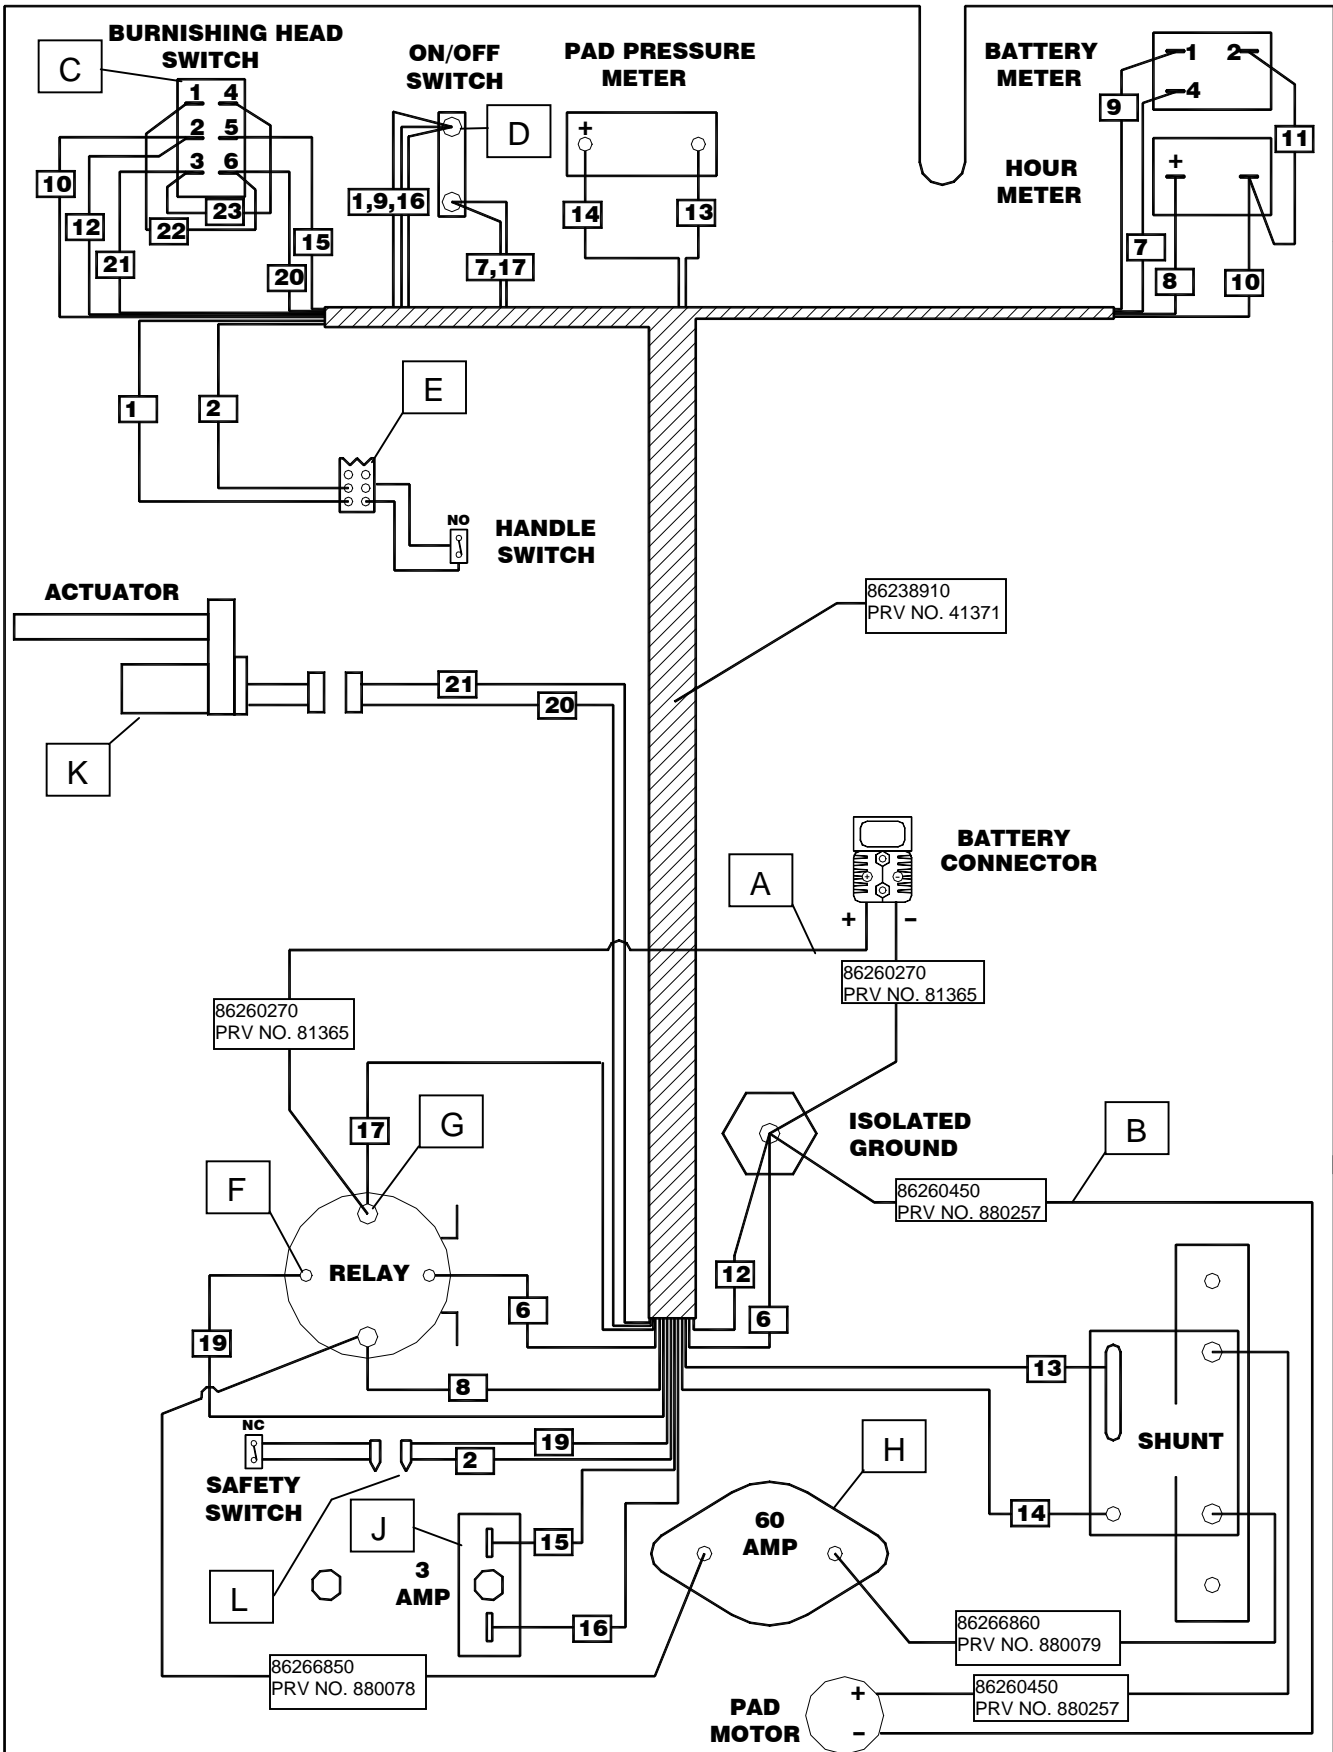 BURNISHING HEAD
SWITCH
C
1 4
2 5
3 6
10
12
21
22
23
20
15
ON/OFF
SWITCH
D
1,9,16
7,17
PAD PRESSURE
METER
+
14
13
BATTERY
METER
1 2
4
9
11
HOUR
METER
+
7
8
10
1
2
E
NO
HANDLE
SWITCH
ACTUATOR
21
20
K
86238910
PRV NO. 41371
BATTERY
CONNECTOR
A
+ -
+ –
86260270
PRV NO. 81365
86260270
PRV NO. 81365
17
G
F
RELAY
6
19
8
ISOLATED
GROUND
B
86260450
PRV NO. 880257
12
6
13
14
SHUNT
NC
19
2
SAFETY
SWITCH
L
J
3
AMP
15
16
H
60
AMP
86266860
PRV NO. 880079
86266850
PRV NO. 880078
86260450
PRV NO. 880257
PAD
MOTOR
+
–